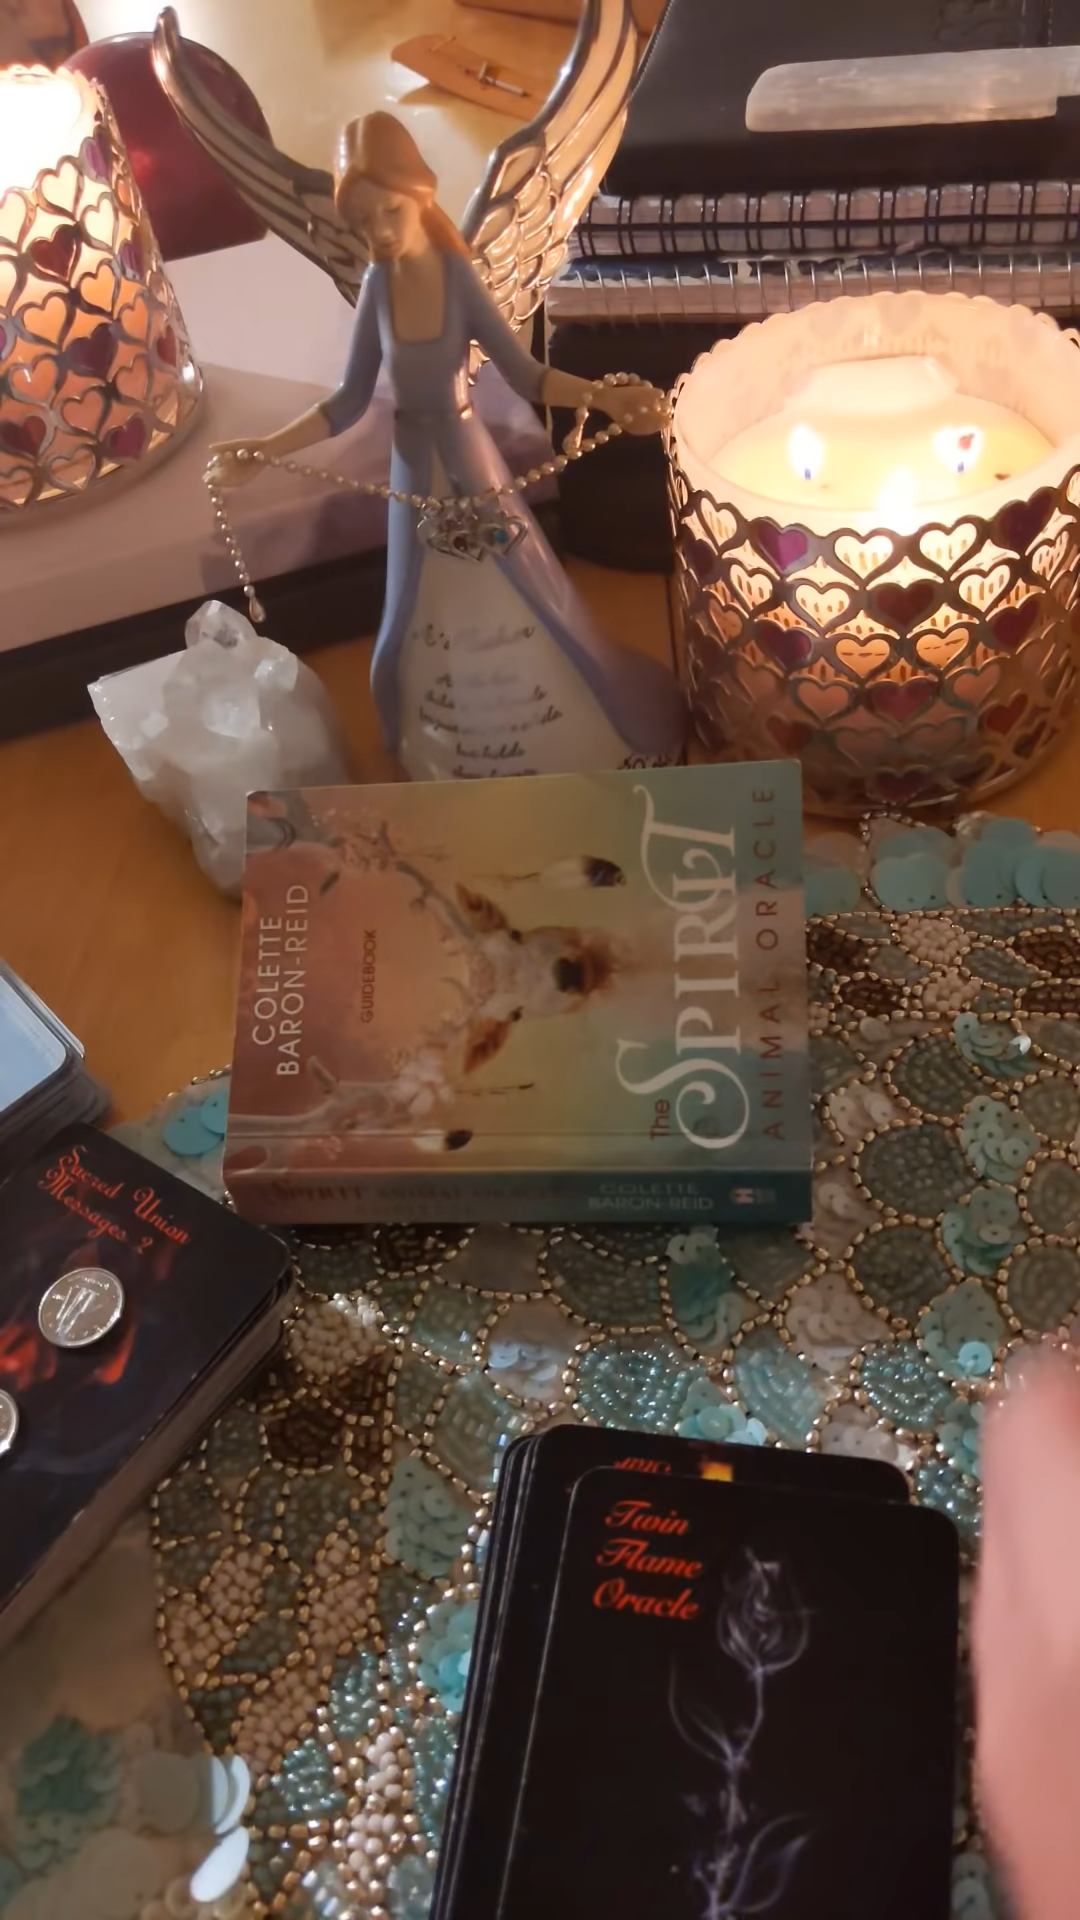 COLETTE
BARON-REID
GUIDEBOOK
The
SPIRIT
ANIMAL ORACLE
SPIRIT ANIMAL ORACLE
COLETTE
BARON-REID
Sacred Union
Messages 2
Twin
Flame
Oracle